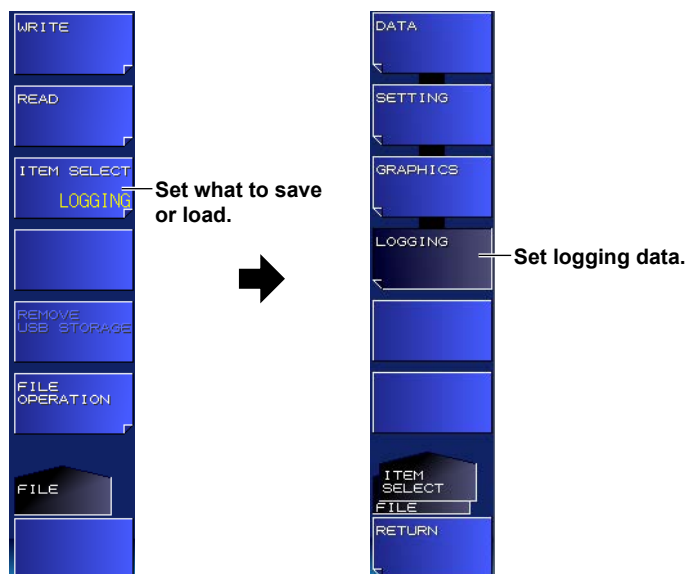 WRITE
READ
ITEM SELECT
LOGGING
Set what to save
or load.
REMOVE
USB STORAGE
FILE
OPERATION
FILE
DATA
SETTING
GRAPHICS
LOGGING
Set logging data.
ITEM
SELECT
FILE
RETURN